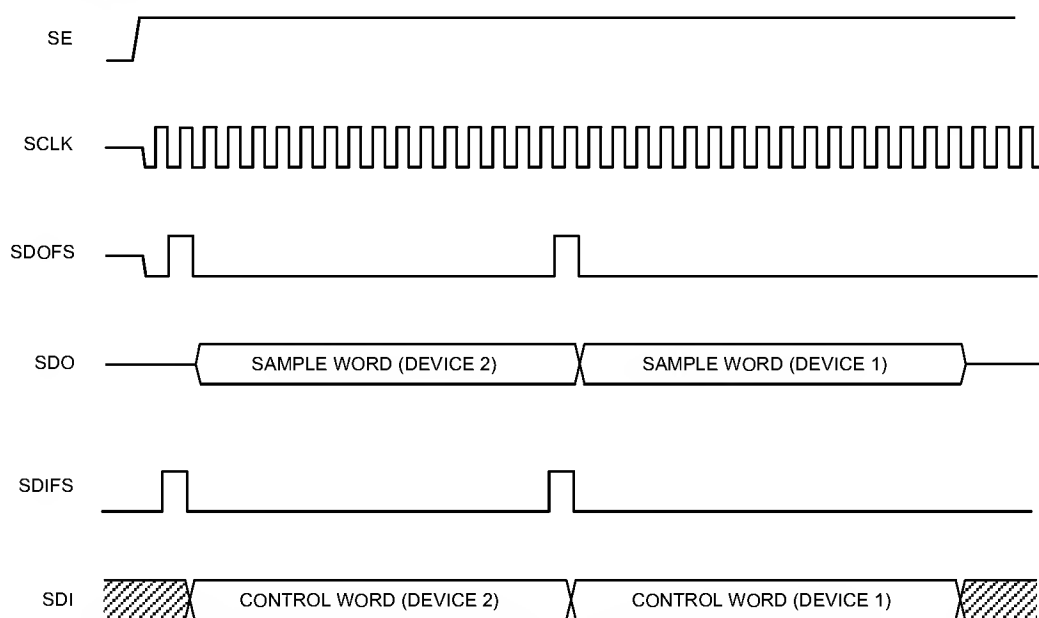 SE
SCLK
SDOFS
SDO
SAMPLE WORD (DEVICE 2)
SAMPLE WORD (DEVICE 1)
SDIFS
SDI
CONTROL WORD (DEVICE 2)
CONTROL WORD (DEVICE 1)